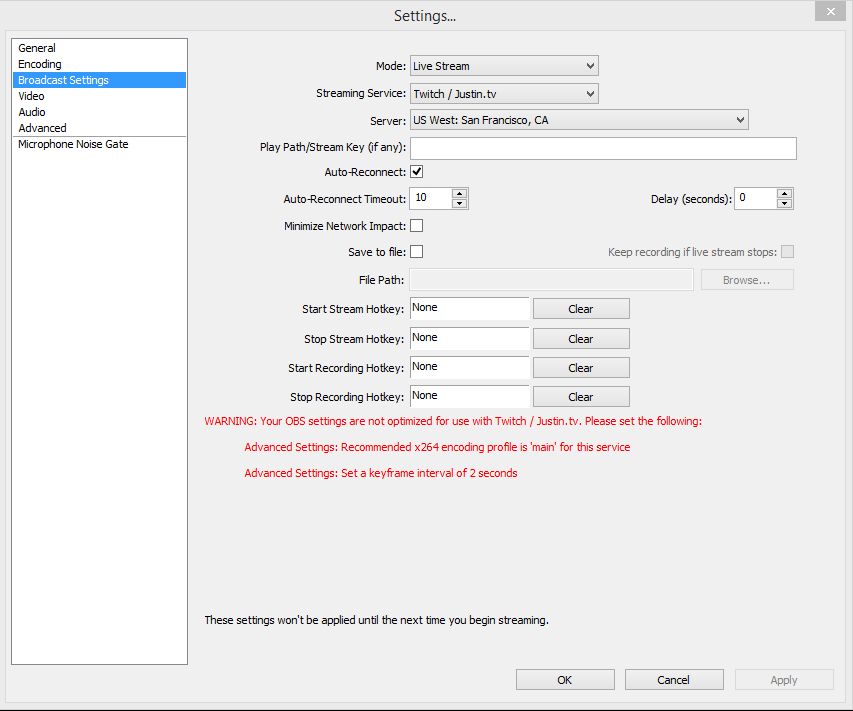 Settings...
General
Encoding
Broadcast Settings
Video
Audio
Advanced
Microphone Noise Gate
Mode: Live Stream
Streaming Service: Twitch / Justin.tv
Server: US West: San Francisco, CA
Play Path/Stream Key (if any):
Auto-Reconnect:
Auto-Reconnect Timeout: 10 Delay (seconds): 0
Minimize Network Impact:
Save to file: Keep recording if live stream stops:
File Path: Browse...
Start Stream Hotkey: None Clear
Stop Stream Hotkey: None Clear
Start Recording Hotkey: None Clear
Stop Recording Hotkey: None Clear
WARNING: Your OBS settings are not optimized for use with Twitch / Justin.tv. Please set the following:
Advanced Settings: Recommended x264 encoding profile is 'main' for this service
Advanced Settings: Set a keyframe interval of 2 seconds
These settings won't be applied until the next time you begin streaming.
OK Cancel Apply